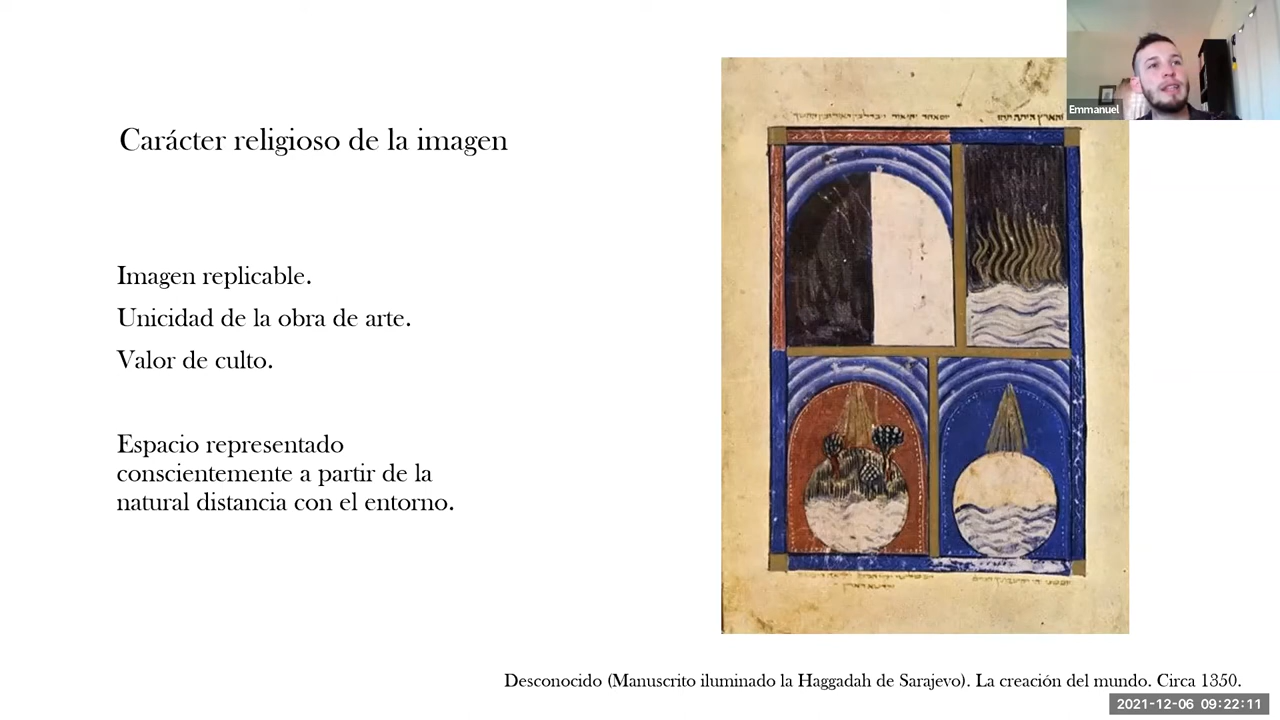 Emmanuel
Carácter religioso de la imagen
Imagen replicable.
Unicidad de la obra de arte.
Valor de culto.
Espacio representado
conscientemente a partir de la
natural distancia con el entorno.
Desconocido (Manuscrito iluminado la Haggadah de Sarajevo). La creación del mundo. Circa 1350.
2021-12-06 09:22:11